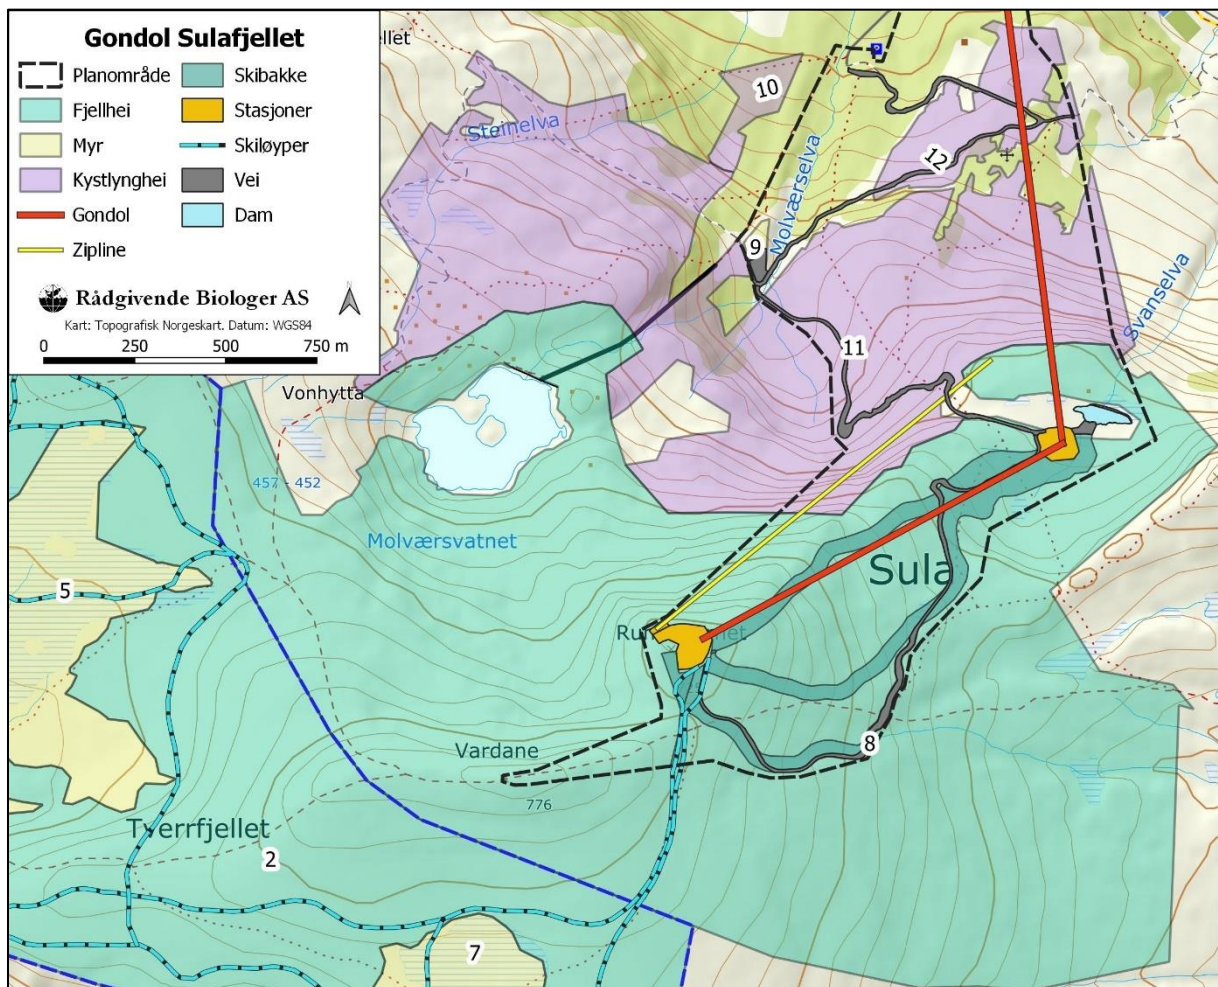 Gondol Sulafjellet
Planområde
Fjellhei
Myr
Kystlynghei
Gondol
Zipline
Skibakke
Stasjoner
Skiløyper
Vei
Dam
Rådgivende Biologer AS
Kart: Topografisk Norgeskart. Datum: WGS84
0 250 500 750 m
10
Steinelva
12
Molværselva
9
Svanselva
11
Vonhytta
457 - 452
Molværsvatnet
5
Sula
Vardane
8
776
Tverrfjellet
2
7